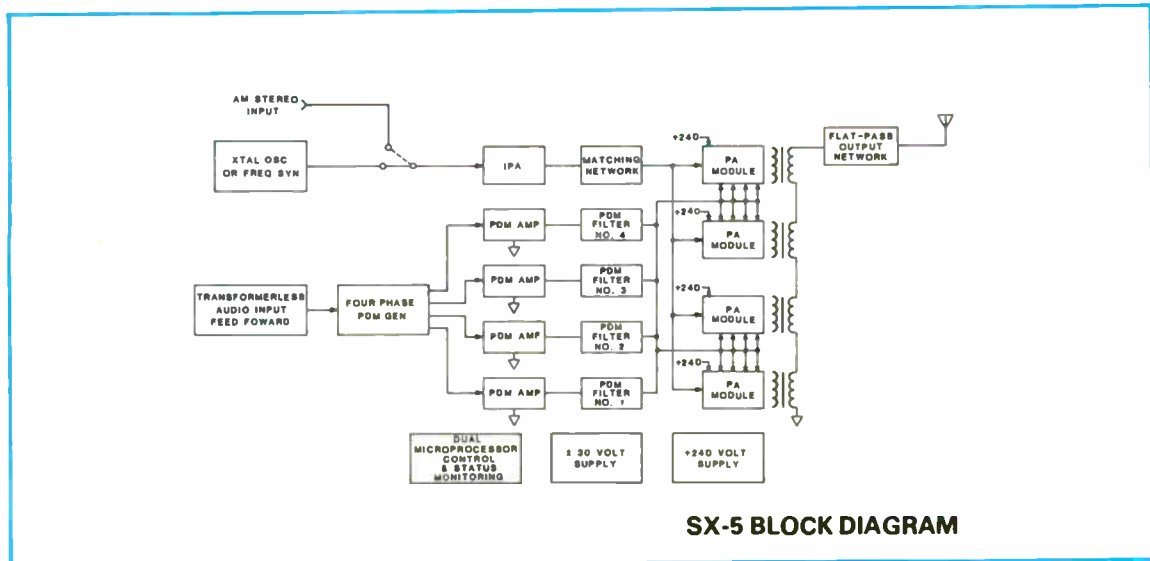 AM STEREO
INPUT
XTAL OSC
OR FREQ SYN
IPA
MATCHING
NETWORK
+240
PA
MODULE
FLAT-PASS
OUTPUT
NETWORK
PDM AMP
PDM
FILTER
NO. 4
+240
PA
MODULE
TRANSFORMERLESS
AUDIO INPUT
FEED FOWARD
FOUR PHASE
PDM GEN
PDM AMP
PDM
FILTER
NO. 3
+240
PA
MODULE
PDM AMP
PDM
FILTER
NO. 2
+240
PA
MODULE
PDM AMP
PDM
FILTER
NO. 1
DUAL
MICROPROCESSOR
CONTROL
& STATUS
MONITORING
± 30 VOLT
SUPPLY
+240 VOLT
SUPPLY
SX-5 BLOCK DIAGRAM